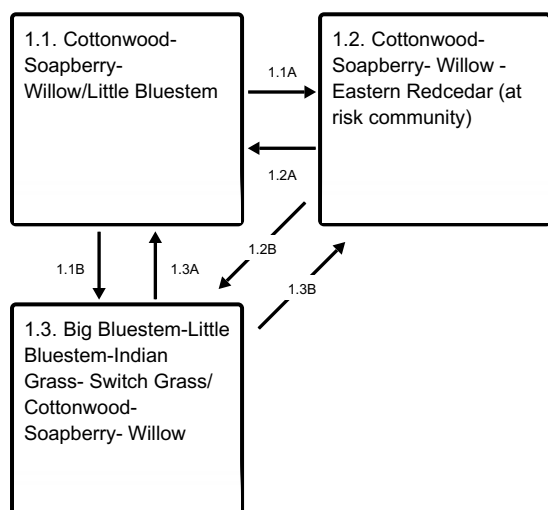 1.1. Cottonwood-
Soapberry-
Willow/Little Bluestem
1.1A
1.2. Cottonwood-
Soapberry- Willow -
Eastern Redcedar (at
risk community)
1.2A
1.1B
1.3A
1.2B
1.3B
1.3. Big Bluestem-Little
Bluestem-Indian
Grass- Switch Grass/
Cottonwood-
Soapberry- Willow